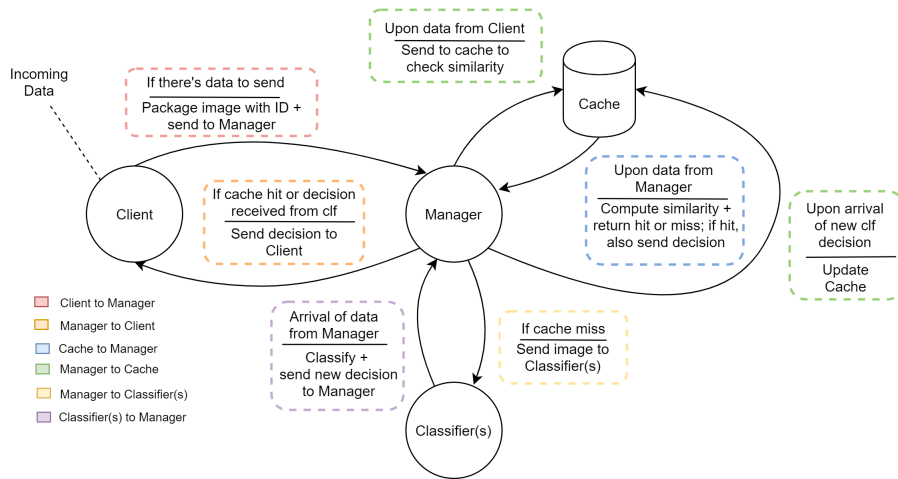 Upon data from Client
Send to cache to
check similarity
Incoming
Data
If there's data to send
Package image with ID +
send to Manager
Cache
Client
If cache hit or decision
received from clf
Send decision to
Client
Manager
Upon data from
Manager
Compute similarity +
return hit or miss; if hit,
also send decision
Upon arrival
of new clf
decision
Update
Cache
Client to Manager
Manager to Client
Cache to Manager
Manager to Cache
Manager to Classifier(s)
Classifier(s) to Manager
Arrival of data
from Manager
Classify +
send new decision
to Manager
If cache miss
Send image to
Classifier(s)
Classifier(s)